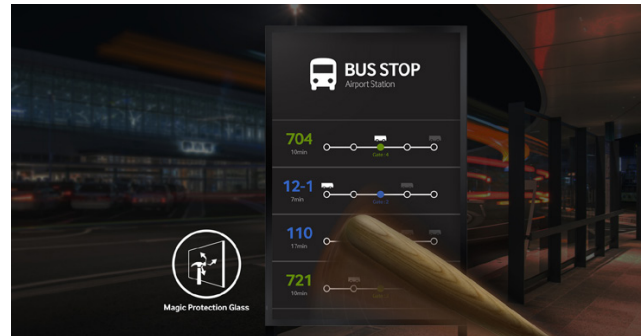 BUS STOP
Airport Station
704
10min
12-1
7min
110
17min
721
10min
Magic Protection Glass